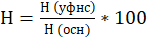 Н = Н (уфнс) / Н (осн) * 100